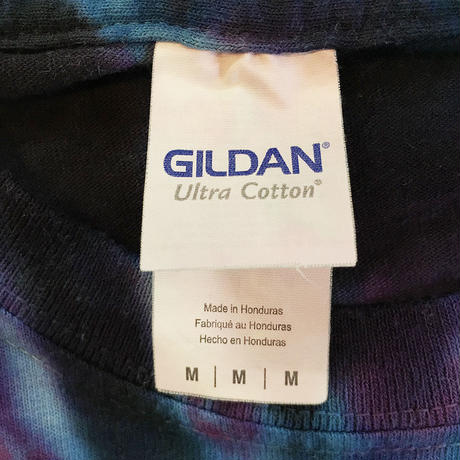 GILDAN®
Ultra Cotton®
Made in Honduras
Fabriqué au Honduras
Hecho en Honduras
M | M | M